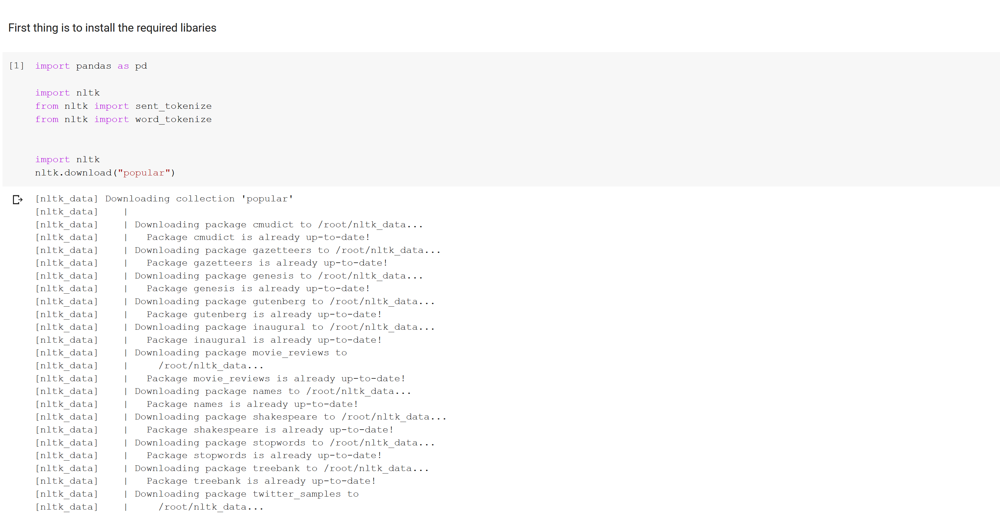 First thing is to install the required libaries
[1] import pandas as pd
import nltk
from nltk import sent_tokenize
from nltk import word_tokenize
import nltk
nltk.download("popular")
[nltk_data] Downloading collection 'popular'
[nltk_data]    |
[nltk_data]    | Downloading package cmudict to /root/nltk_data...
[nltk_data]    |   Package cmudict is already up-to-date!
[nltk_data]    | Downloading package gazetteers to /root/nltk_data...
[nltk_data]    |   Package gazetteers is already up-to-date!
[nltk_data]    | Downloading package genesis to /root/nltk_data...
[nltk_data]    |   Package genesis is already up-to-date!
[nltk_data]    | Downloading package gutenberg to /root/nltk_data...
[nltk_data]    |   Package gutenberg is already up-to-date!
[nltk_data]    | Downloading package inaugural to /root/nltk_data...
[nltk_data]    |   Package inaugural is already up-to-date!
[nltk_data]    | Downloading package movie_reviews to
[nltk_data]    |     /root/nltk_data...
[nltk_data]    |   Package movie_reviews is already up-to-date!
[nltk_data]    | Downloading package names to /root/nltk_data...
[nltk_data]    |   Package names is already up-to-date!
[nltk_data]    | Downloading package shakespeare to /root/nltk_data...
[nltk_data]    |   Package shakespeare is already up-to-date!
[nltk_data]    | Downloading package stopwords to /root/nltk_data...
[nltk_data]    |   Package stopwords is already up-to-date!
[nltk_data]    | Downloading package treebank to /root/nltk_data...
[nltk_data]    |   Package treebank is already up-to-date!
[nltk_data]    | Downloading package twitter_samples to
[nltk_data]    |     /root/nltk_data...